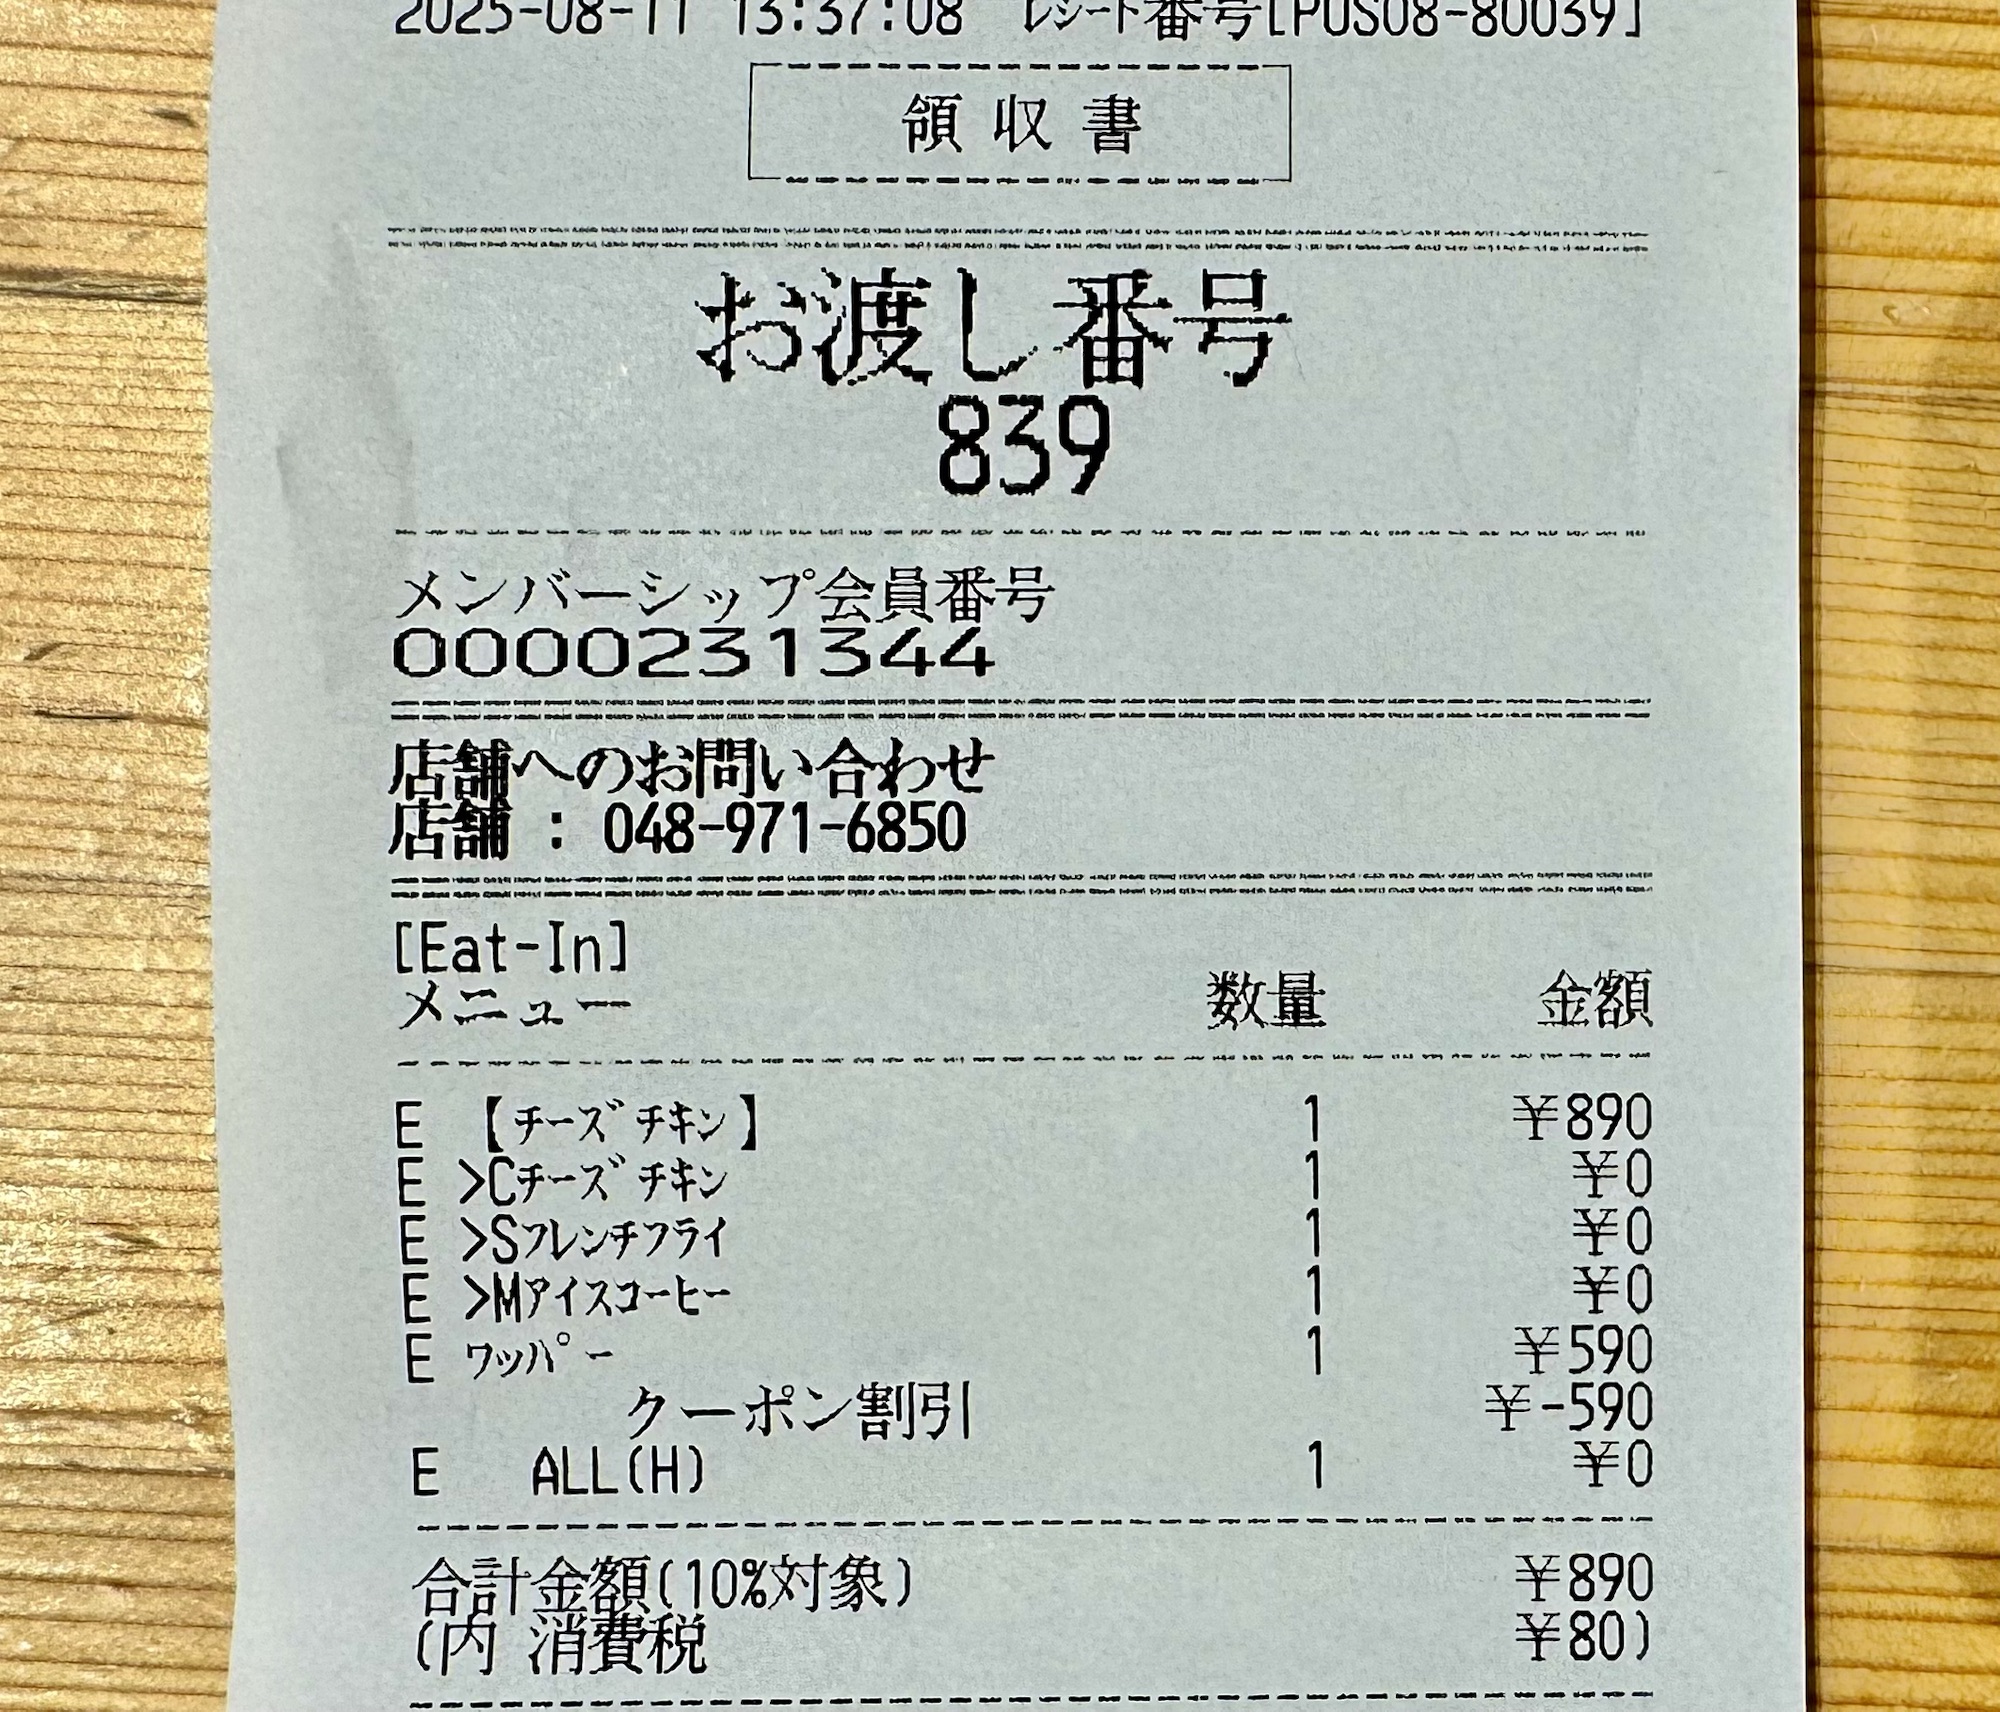 2025-08-11 13:37:08 ﾚｼｰﾄ番号[POS08-80039]
領収書
お渡し番号
839
メンバーシップ会員番号
0000231344
店舗へのお問い合わせ
店舗 : 048-971-6850
[Eat-In]
メニュー 数量 金額
E 【ﾁｰｽﾞﾁｷﾝ】 1 ¥890
E >Cﾁｰｽﾞﾁｷﾝ 1 ¥0
E >Sﾌﾚﾝﾁﾌﾗｲ 1 ¥0
E >Mｱｲｽｺｰﾋｰ 1 ¥0
E ﾜｯﾊﾟｰ 1 ¥590
クーポン割引 ¥-590
E ALL(H) 1 ¥0
合計金額(10%対象) ¥890
(内 消費税 ¥80)